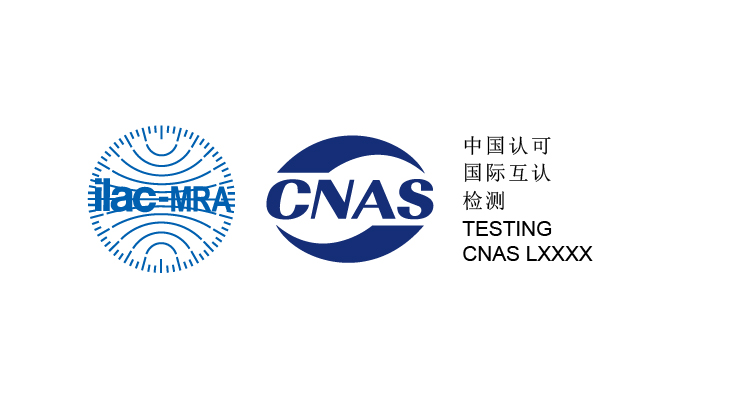 ilac-MRA
CNAS
中国认可
国际互认
检测
TESTING
CNAS LXXXX